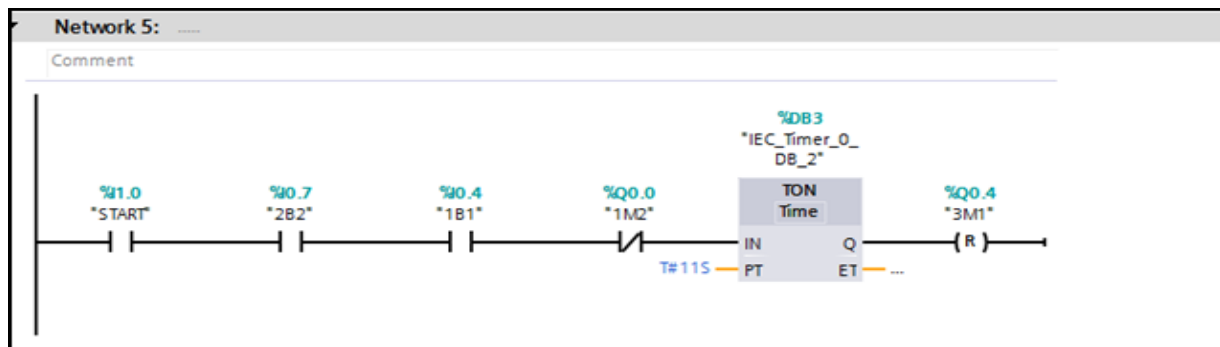 Network 5: .....
Comment
%DB3
"IEC_Timer_0_
DB_2"
%I1.0 %I0.7 %I0.4 %Q0.0 TON %Q0.4
"START" "2B2" "1B1" "1M2" Time "3M1"
IN Q R
T#11S PT ET ...